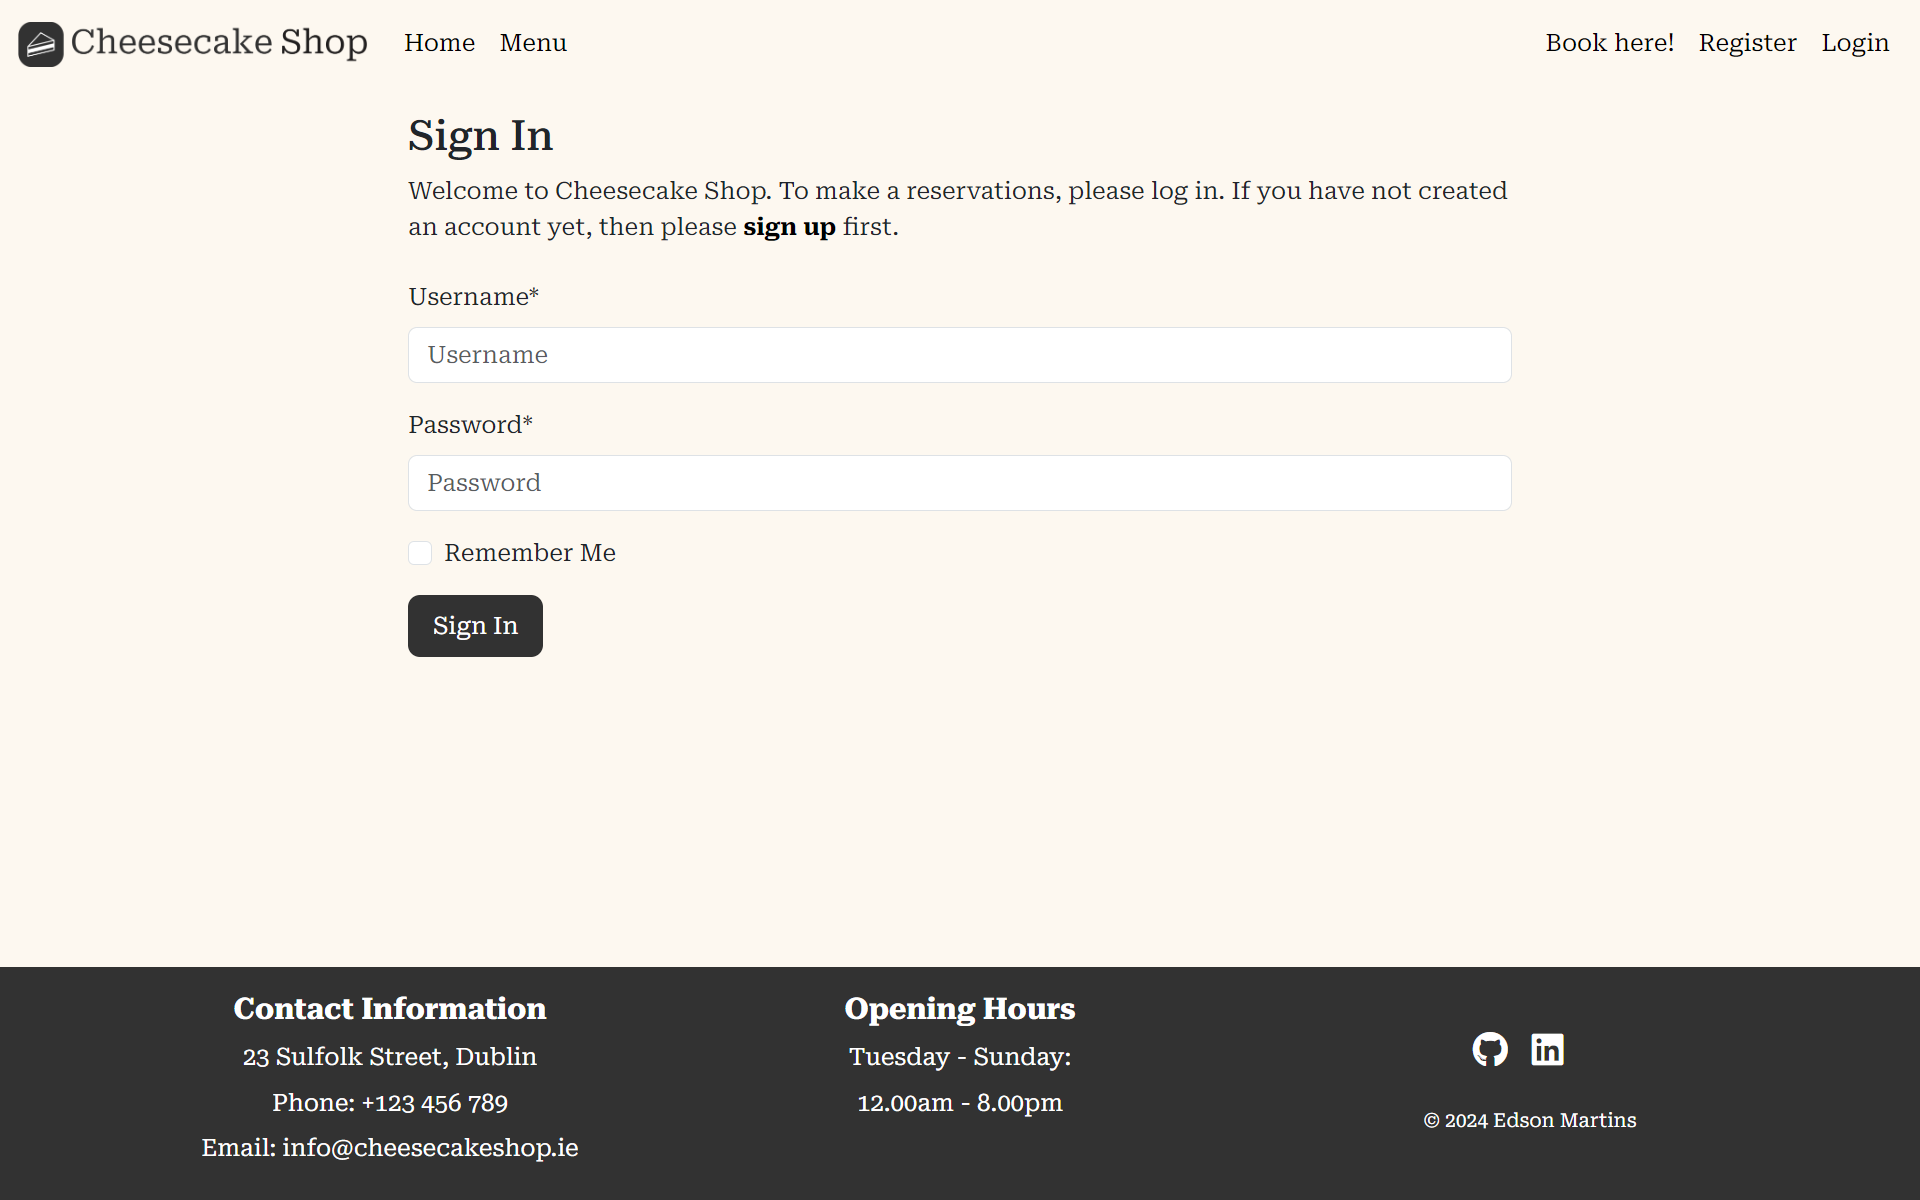 Cheesecake Shop
Home
Menu
Book here!
Register
Login
Sign In
Welcome to Cheesecake Shop. To make a reservations, please log in. If you have not created
an account yet, then please sign up first.
Username*
Username
Password*
Password
Remember Me
Sign In
Contact Information
23 Sulfolk Street, Dublin
Phone: +123 456 789
Email: info@cheesecakeshop.ie
Opening Hours
Tuesday - Sunday:
12.00am - 8.00pm
in
© 2024 Edson Martins